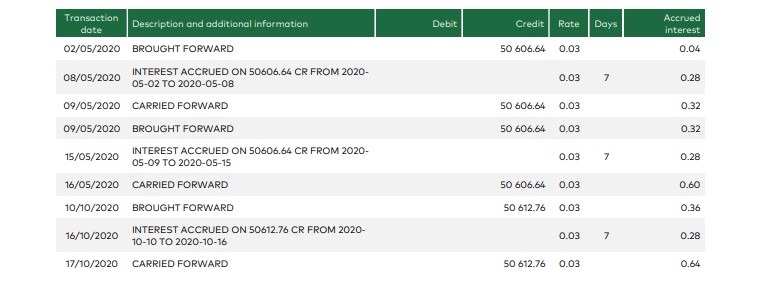 Transaction date Description and additional information Debit Credit Rate Days Accrued interest
02/05/2020 BROUGHT FORWARD 50 606.64 0.03 0.04
08/05/2020 INTEREST ACCRUED ON 50606.64 CR FROM 2020-
05-02 TO 2020-05-08 0.03 7 0.28
09/05/2020 CARRIED FORWARD 50 606.64 0.03 0.32
09/05/2020 BROUGHT FORWARD 50 606.64 0.03 0.32
15/05/2020 INTEREST ACCRUED ON 50606.64 CR FROM 2020-
05-09 TO 2020-05-15 0.03 7 0.28
16/05/2020 CARRIED FORWARD 50 606.64 0.03 0.60
10/10/2020 BROUGHT FORWARD 50 612.76 0.03 0.36
16/10/2020 INTEREST ACCRUED ON 50612.76 CR FROM 2020-
10-10 TO 2020-10-16 0.03 7 0.28
17/10/2020 CARRIED FORWARD 50 612.76 0.03 0.64